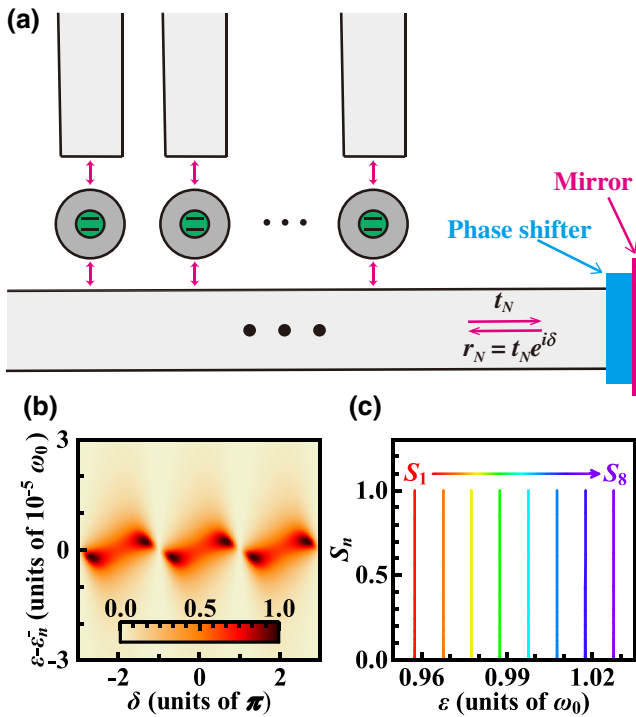 (a)
Mirror
Phase shifter
t_N
r_N = t_N e^{iδ}
(b)
(c)
ε-ε_n^- (units of 10^{-5} ω_0)
3
0
-3
0.0 0.5 1.0
-2 0 2
δ (units of π)
S_n
S_1 S_8
1.0
0.5
0.0
0.96 0.99 1.02
ε (units of ω_0)